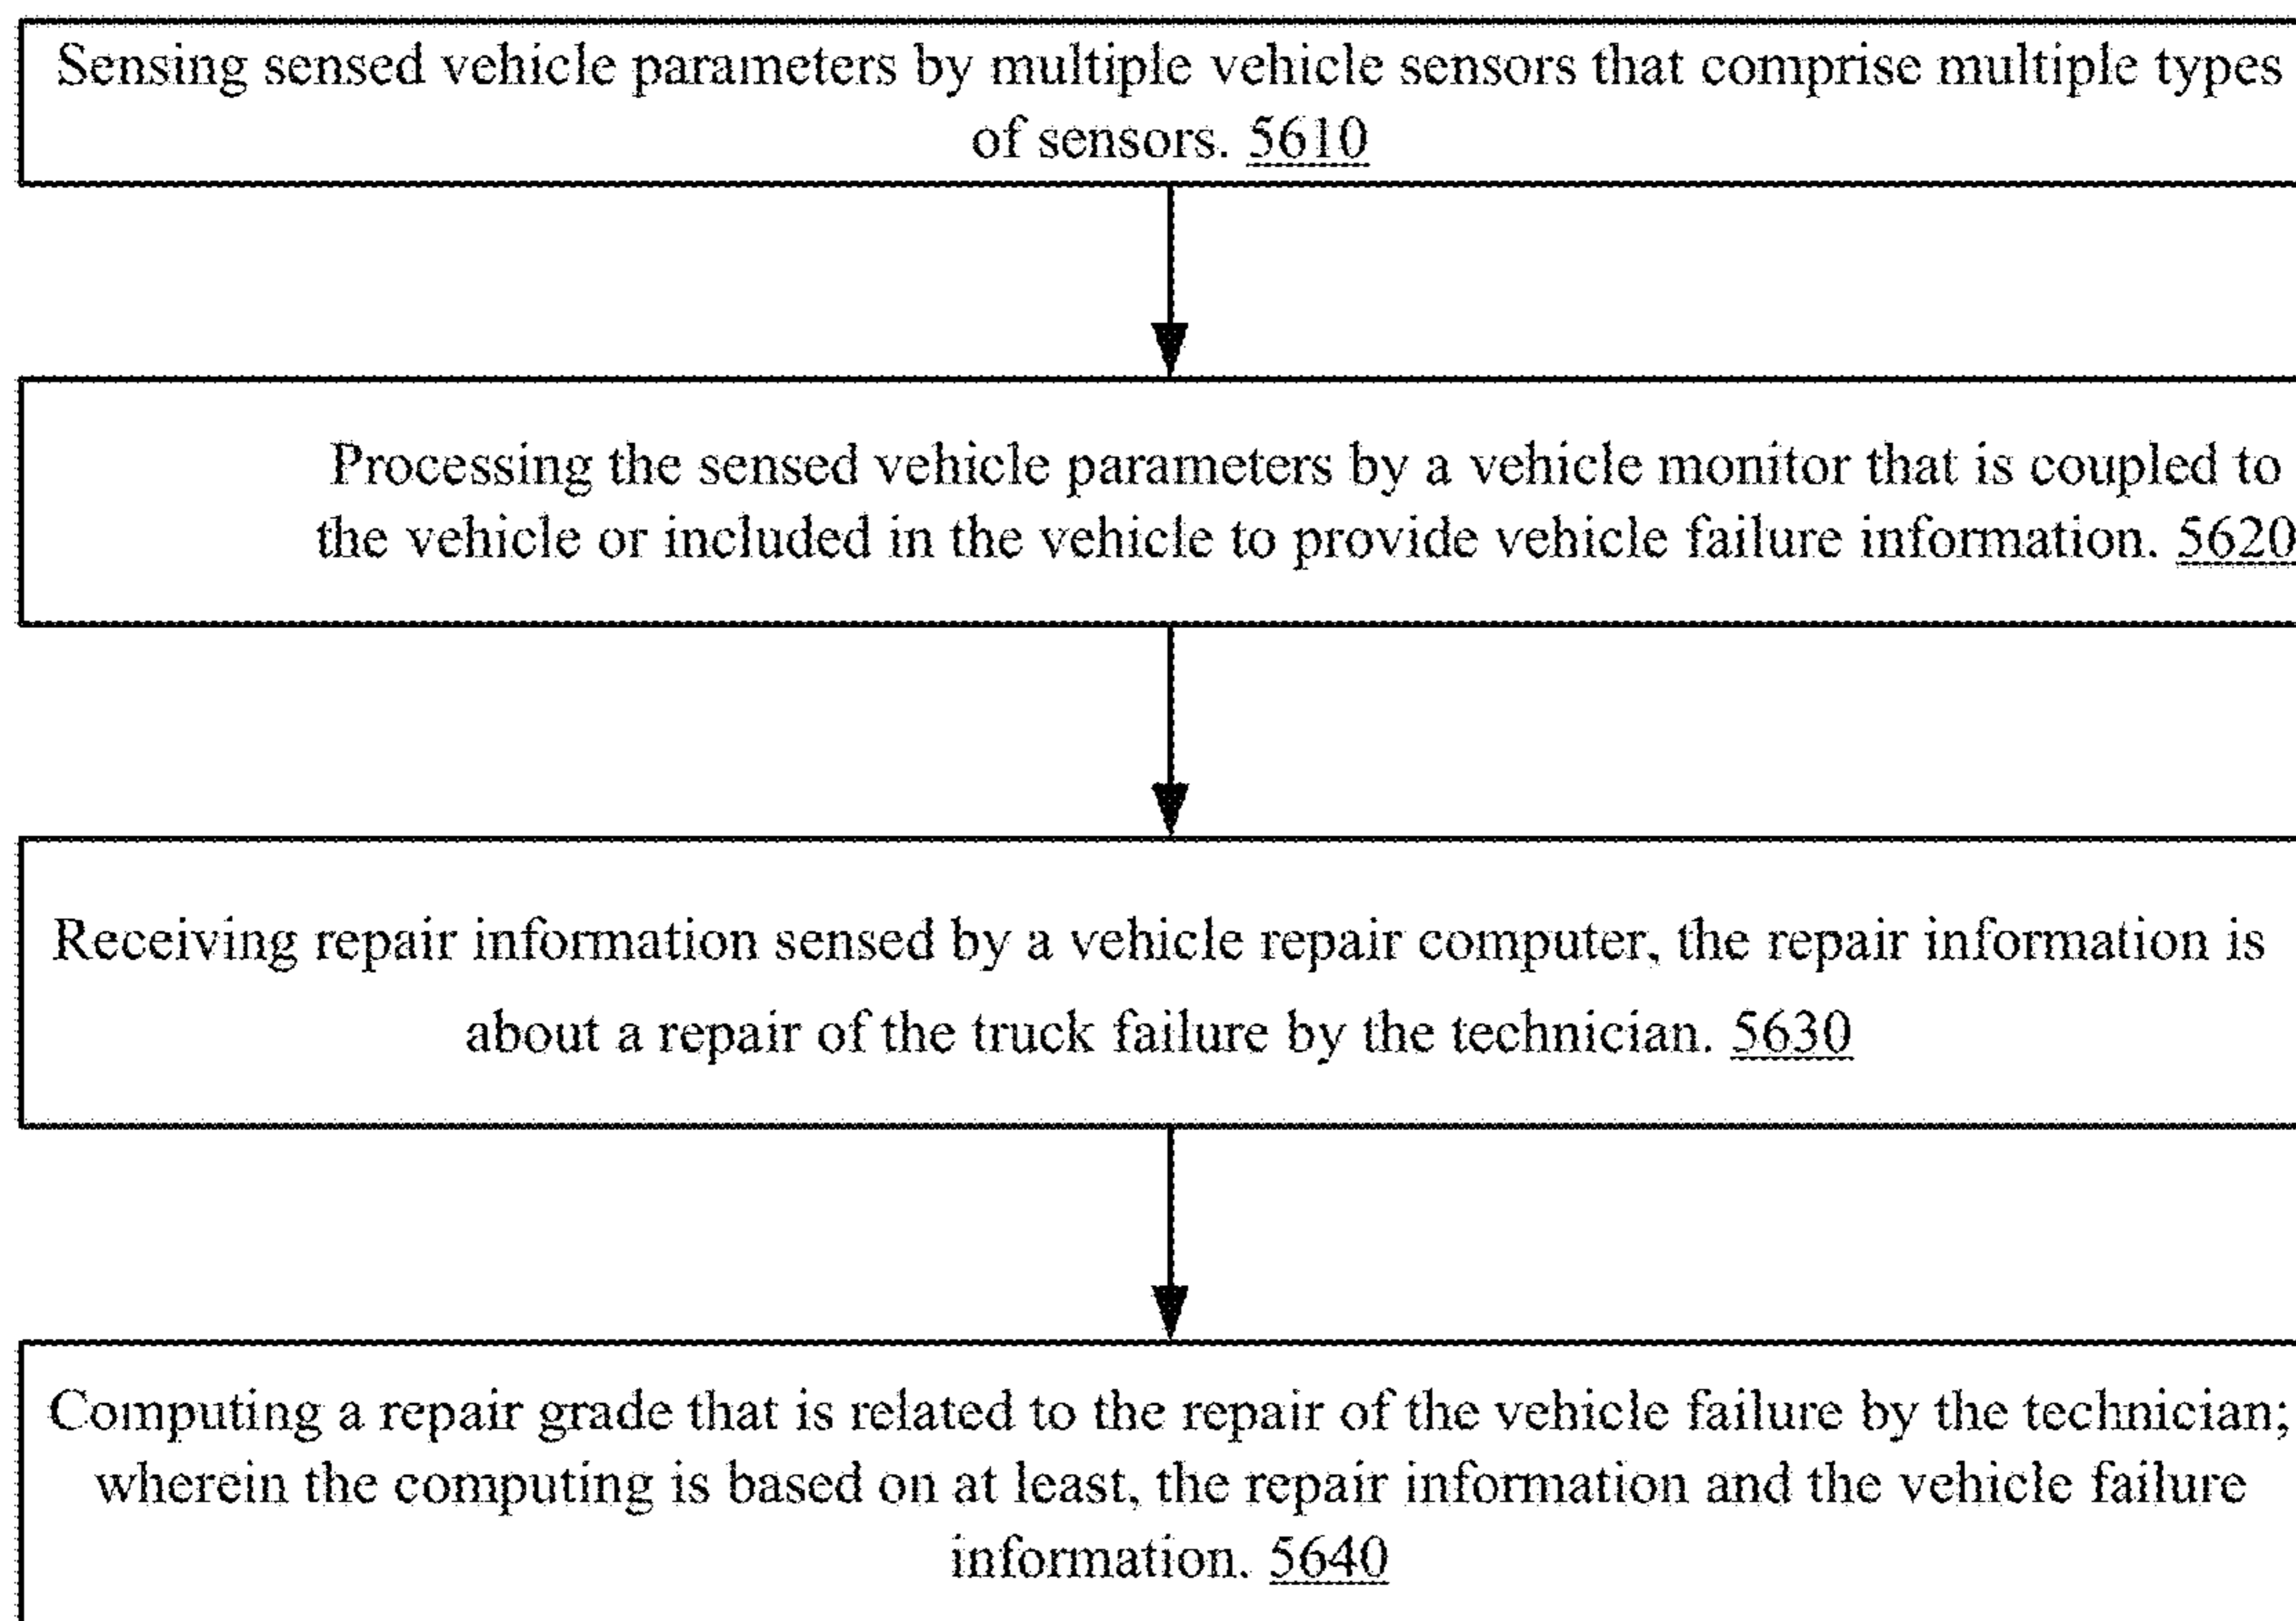 Sensing sensed vehicle parameters by multiple vehicle sensors that comprise multiple types
of sensors. 5610
Processing the sensed vehicle parameters by a vehicle monitor that is coupled to
the vehicle or included in the vehicle to provide vehicle failure information. 5620
Receiving repair information sensed by a vehicle repair computer, the repair information is
about a repair of the truck failure by the technician. 5630
Computing a repair grade that is related to the repair of the vehicle failure by the technician;
wherein the computing is based on at least, the repair information and the vehicle failure
information. 5640